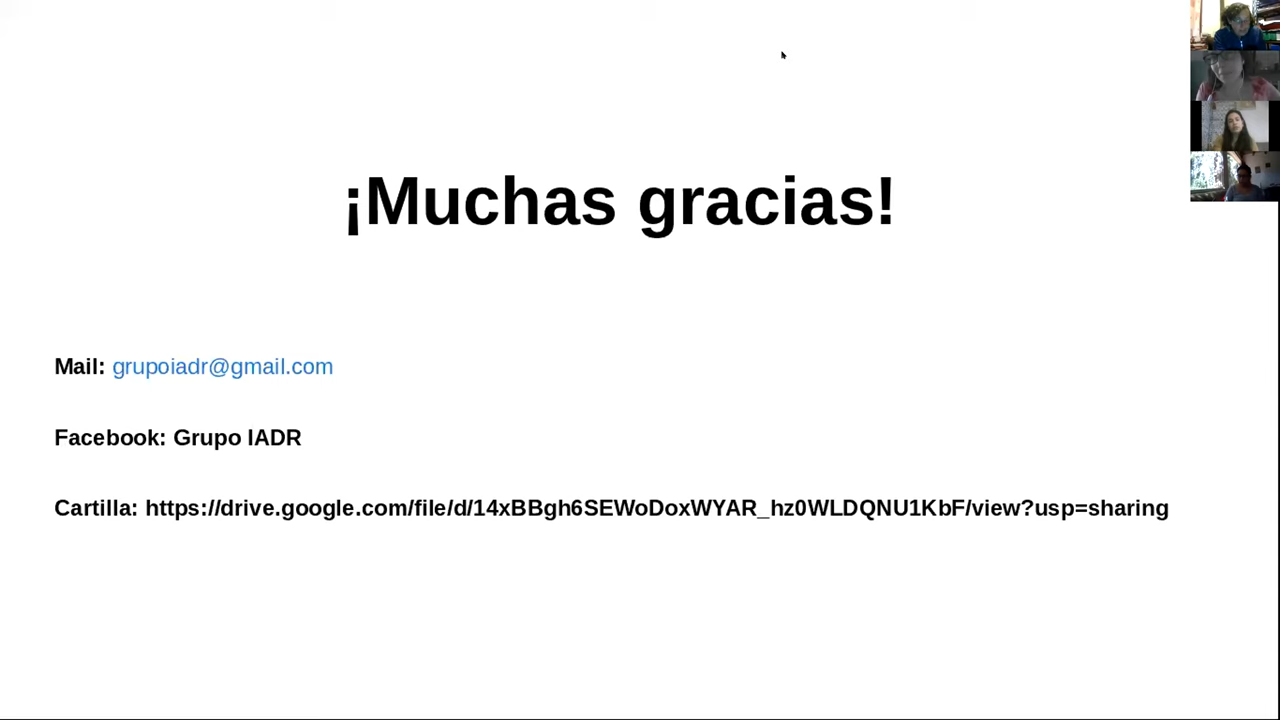 ¡Muchas gracias!
Mail: grupoiadr@gmail.com
Facebook: Grupo IADR
Cartilla: https://drive.google.com/file/d/14xBBgh6SEWoDoxWYAR_hz0WLDQNU1KbF/view?usp=sharing